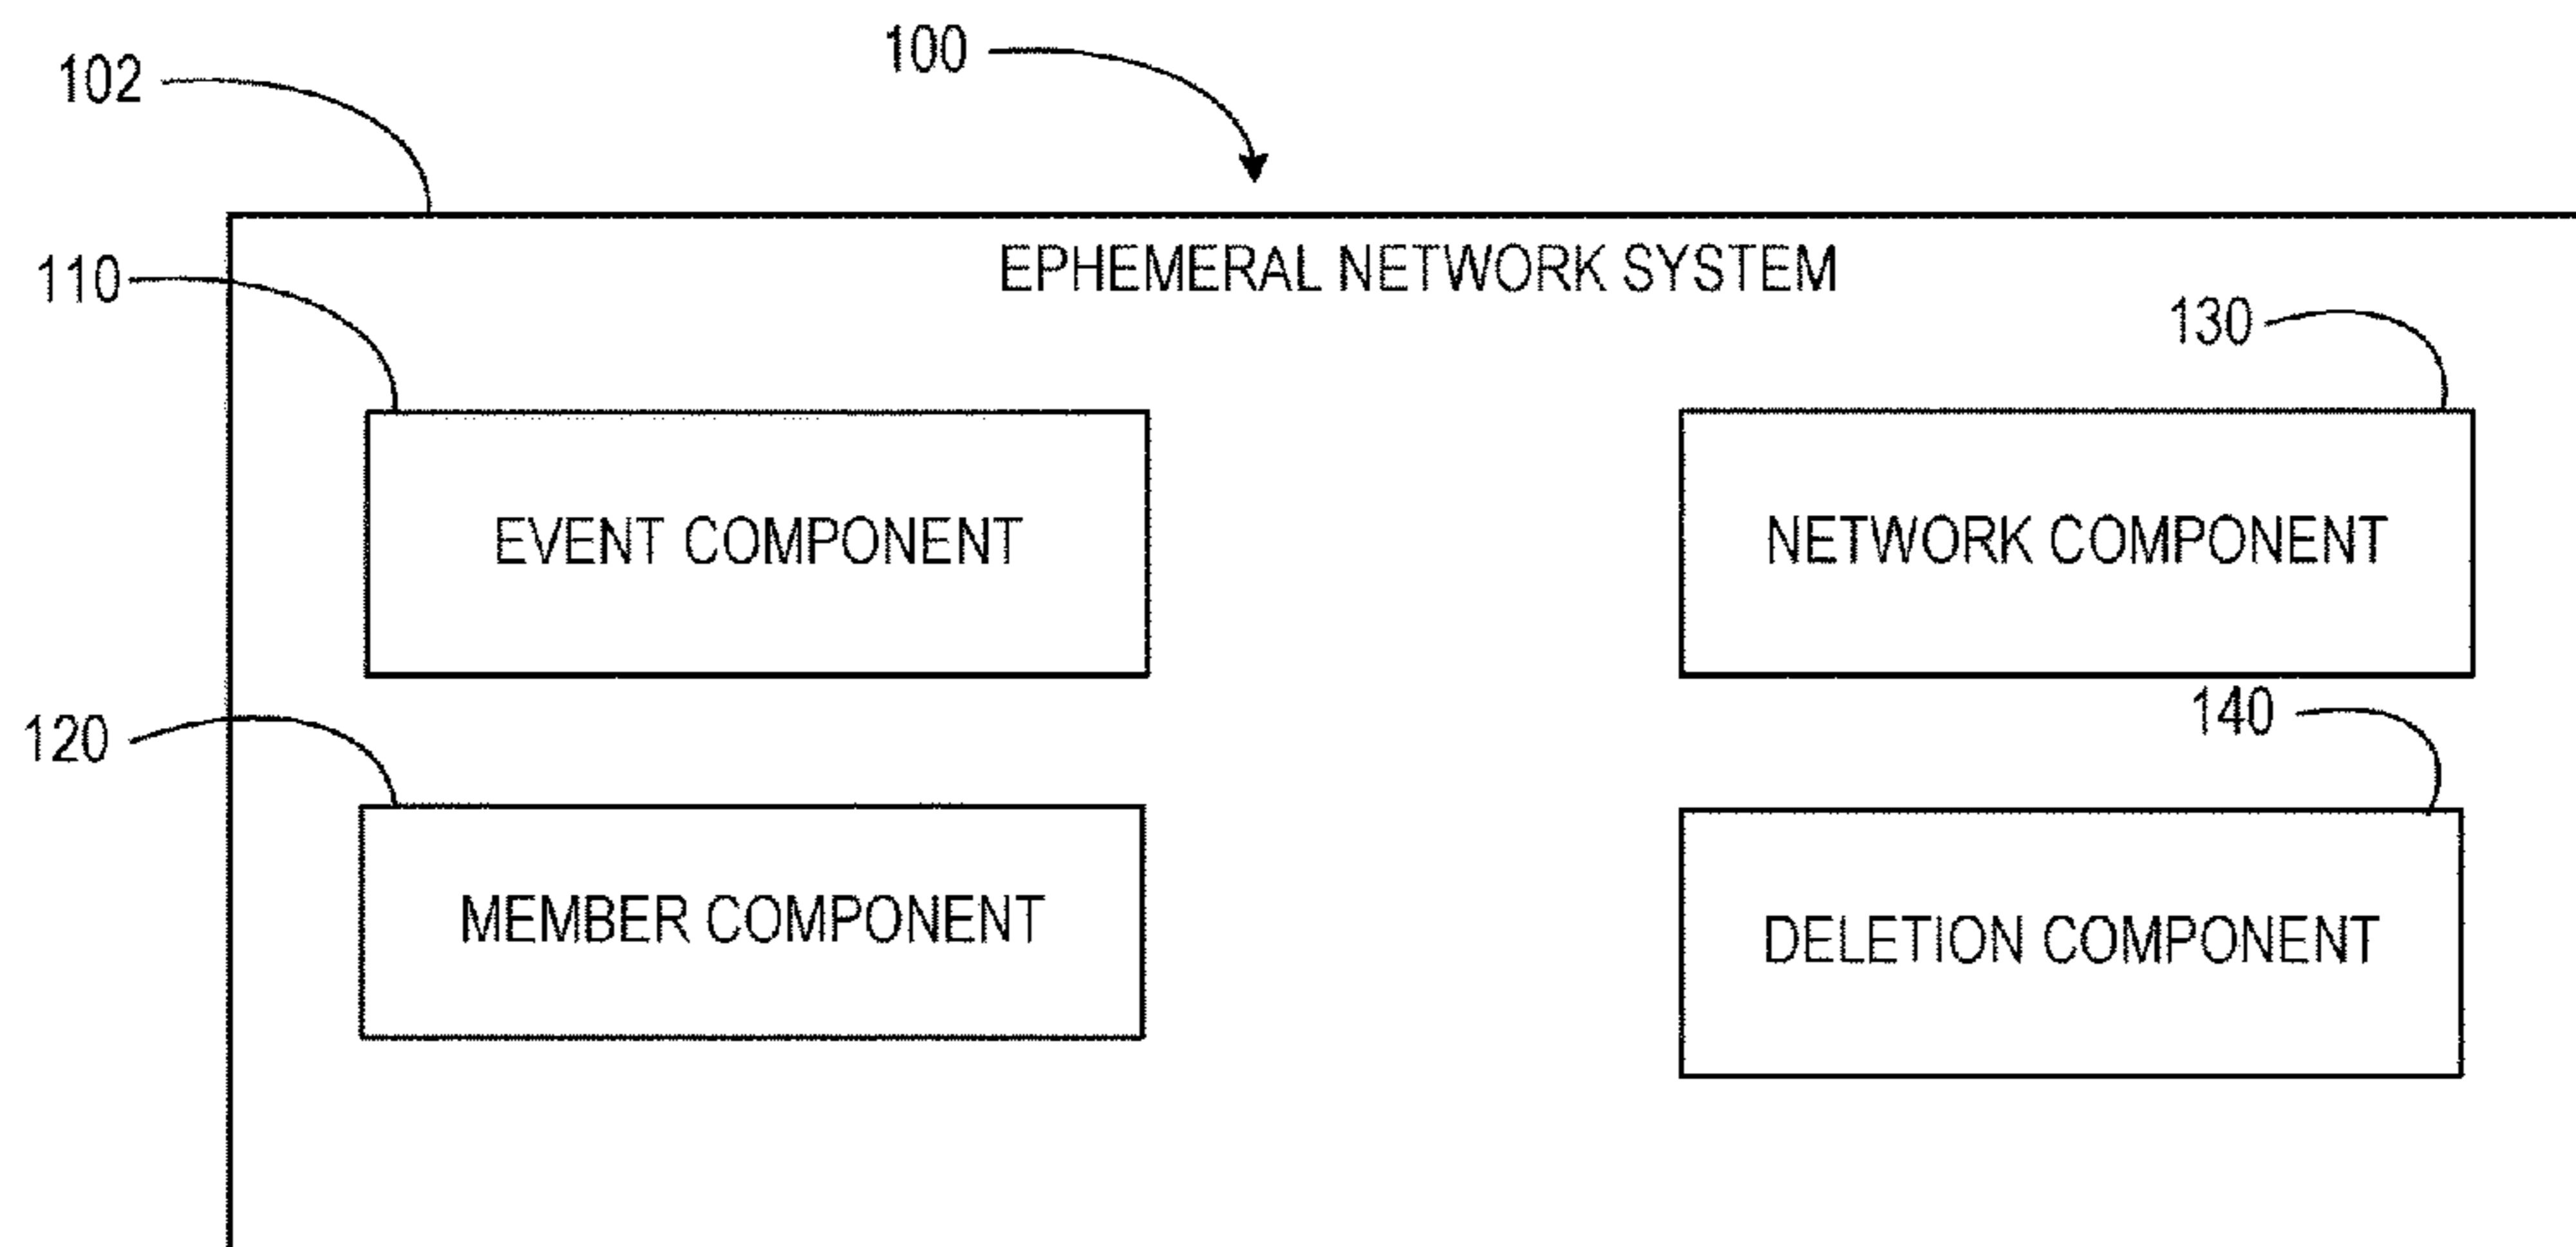 100
102
EPHEMERAL NETWORK SYSTEM
110
130
EVENT COMPONENT
NETWORK COMPONENT
120
140
MEMBER COMPONENT
DELETION COMPONENT